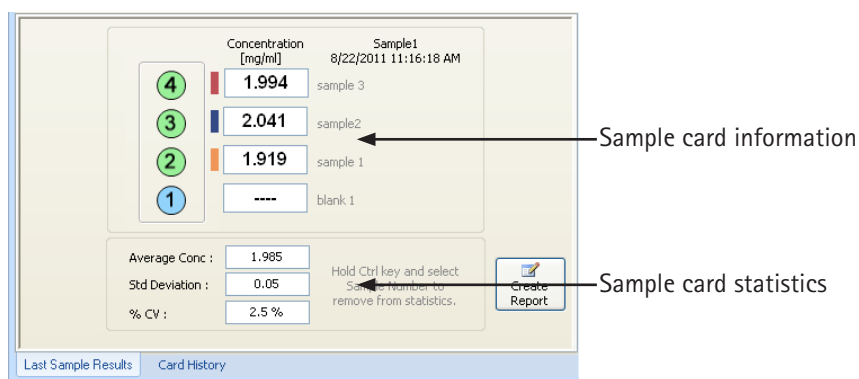 Concentration
[mg/ml]
Sample1
8/22/2011 11:16:18 AM
4
1.994
sample 3
3
2.041
sample2
2
1.919
sample 1
1
----
blank 1
Sample card information
Average Conc :
1.985
Std Deviation :
0.05
% CV :
2.5 %
Hold Ctrl key and select
Sample Number to
remove from statistics.
Create
Report
Sample card statistics
Last Sample Results
Card History